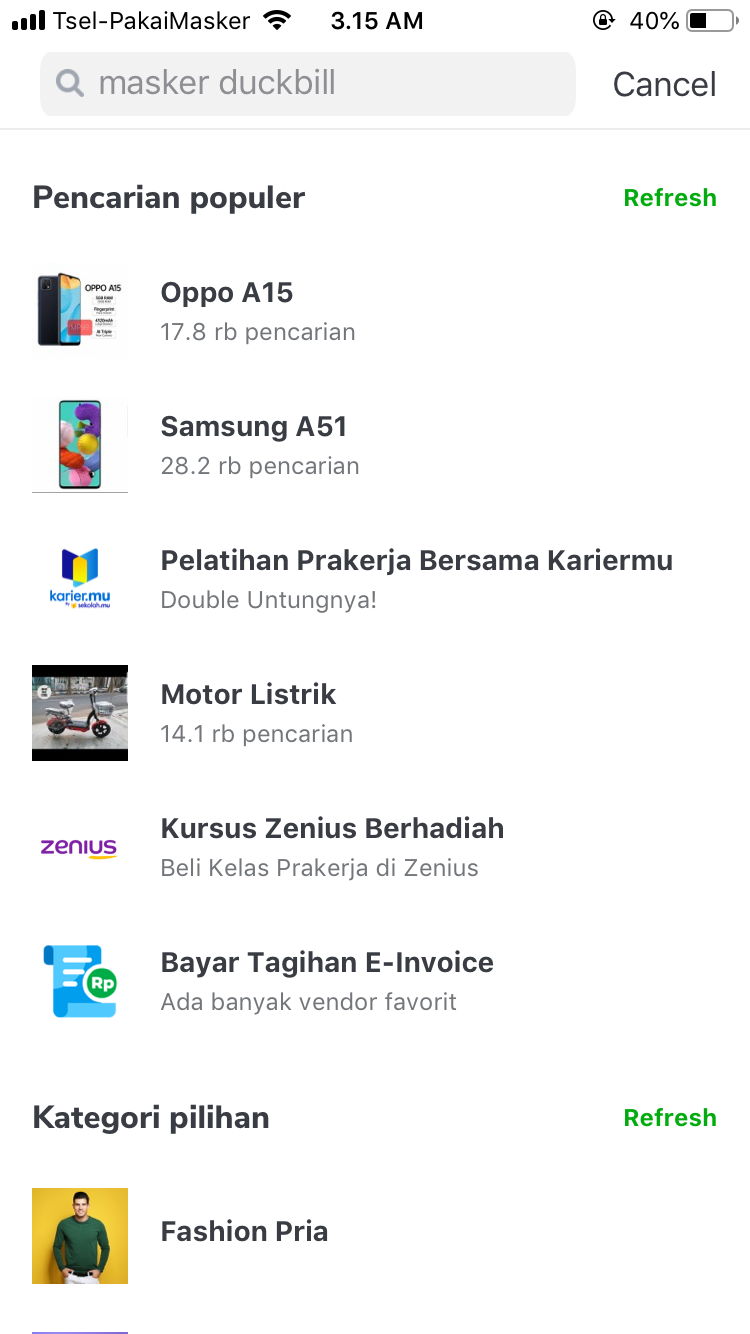 Tsel-PakaiMasker 3.15 AM 40%
masker duckbill Cancel
Pencarian populer Refresh
OPPO A15
Oppo A15
17.8 rb pencarian
Samsung A51
28.2 rb pencarian
karier.mu
by sekolah.mu
Pelatihan Prakerja Bersama Kariermu
Double Untungnya!
Motor Listrik
14.1 rb pencarian
zenius
Kursus Zenius Berhadiah
Beli Kelas Prakerja di Zenius
Rp
Bayar Tagihan E-Invoice
Ada banyak vendor favorit
Kategori pilihan Refresh
Fashion Pria